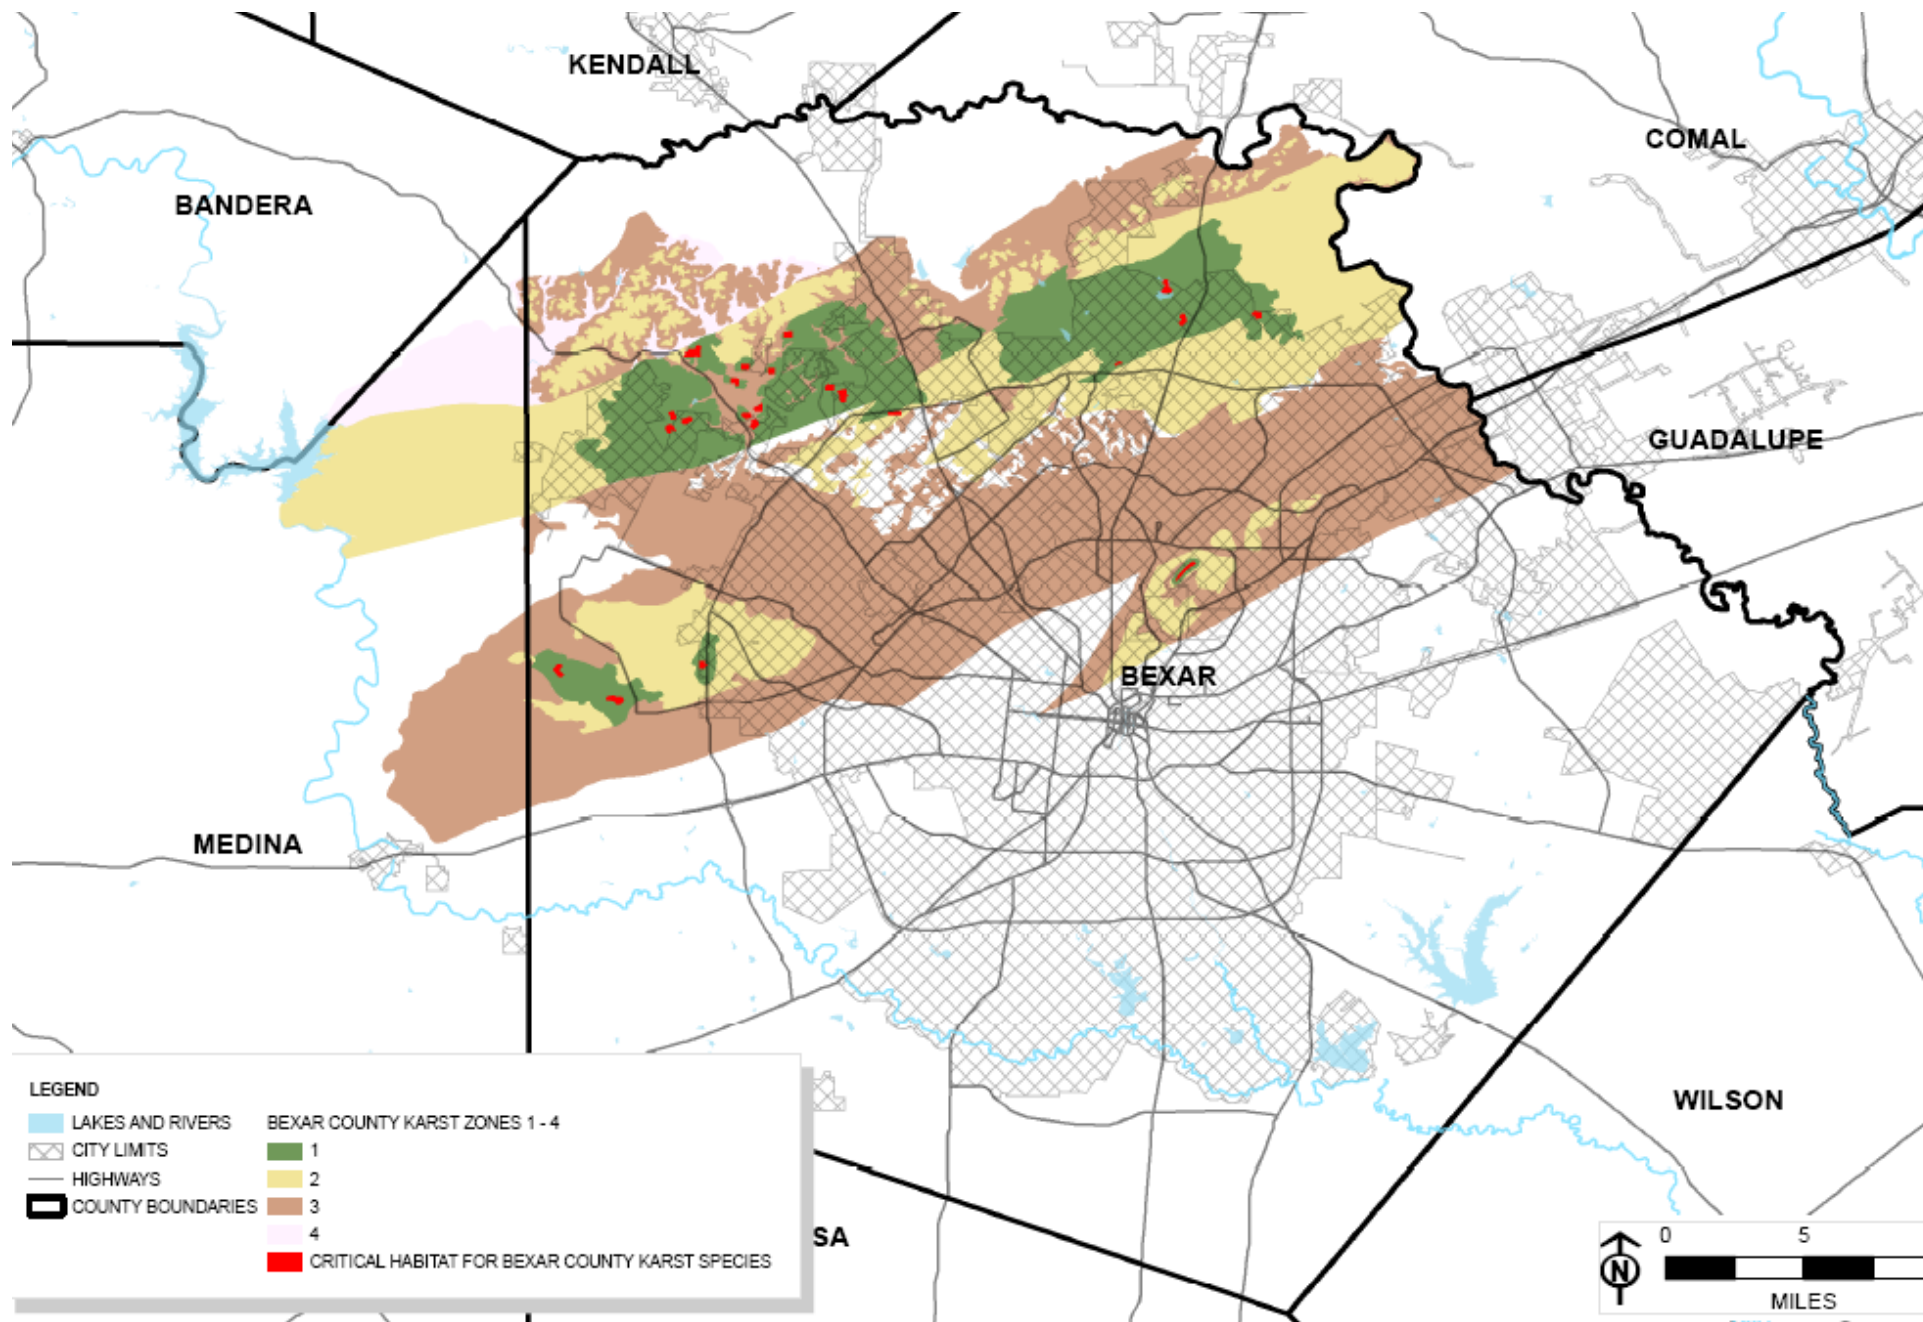 KENDALL
COMAL
BANDERA
GUADALUPE
BEXAR
MEDINA
WILSON
SA
LEGEND
LAKES AND RIVERS
CITY LIMITS
HIGHWAYS
COUNTY BOUNDARIES
BEXAR COUNTY KARST ZONES 1 - 4
1
2
3
4
CRITICAL HABITAT FOR BEXAR COUNTY KARST SPECIES
N
0 5
MILES